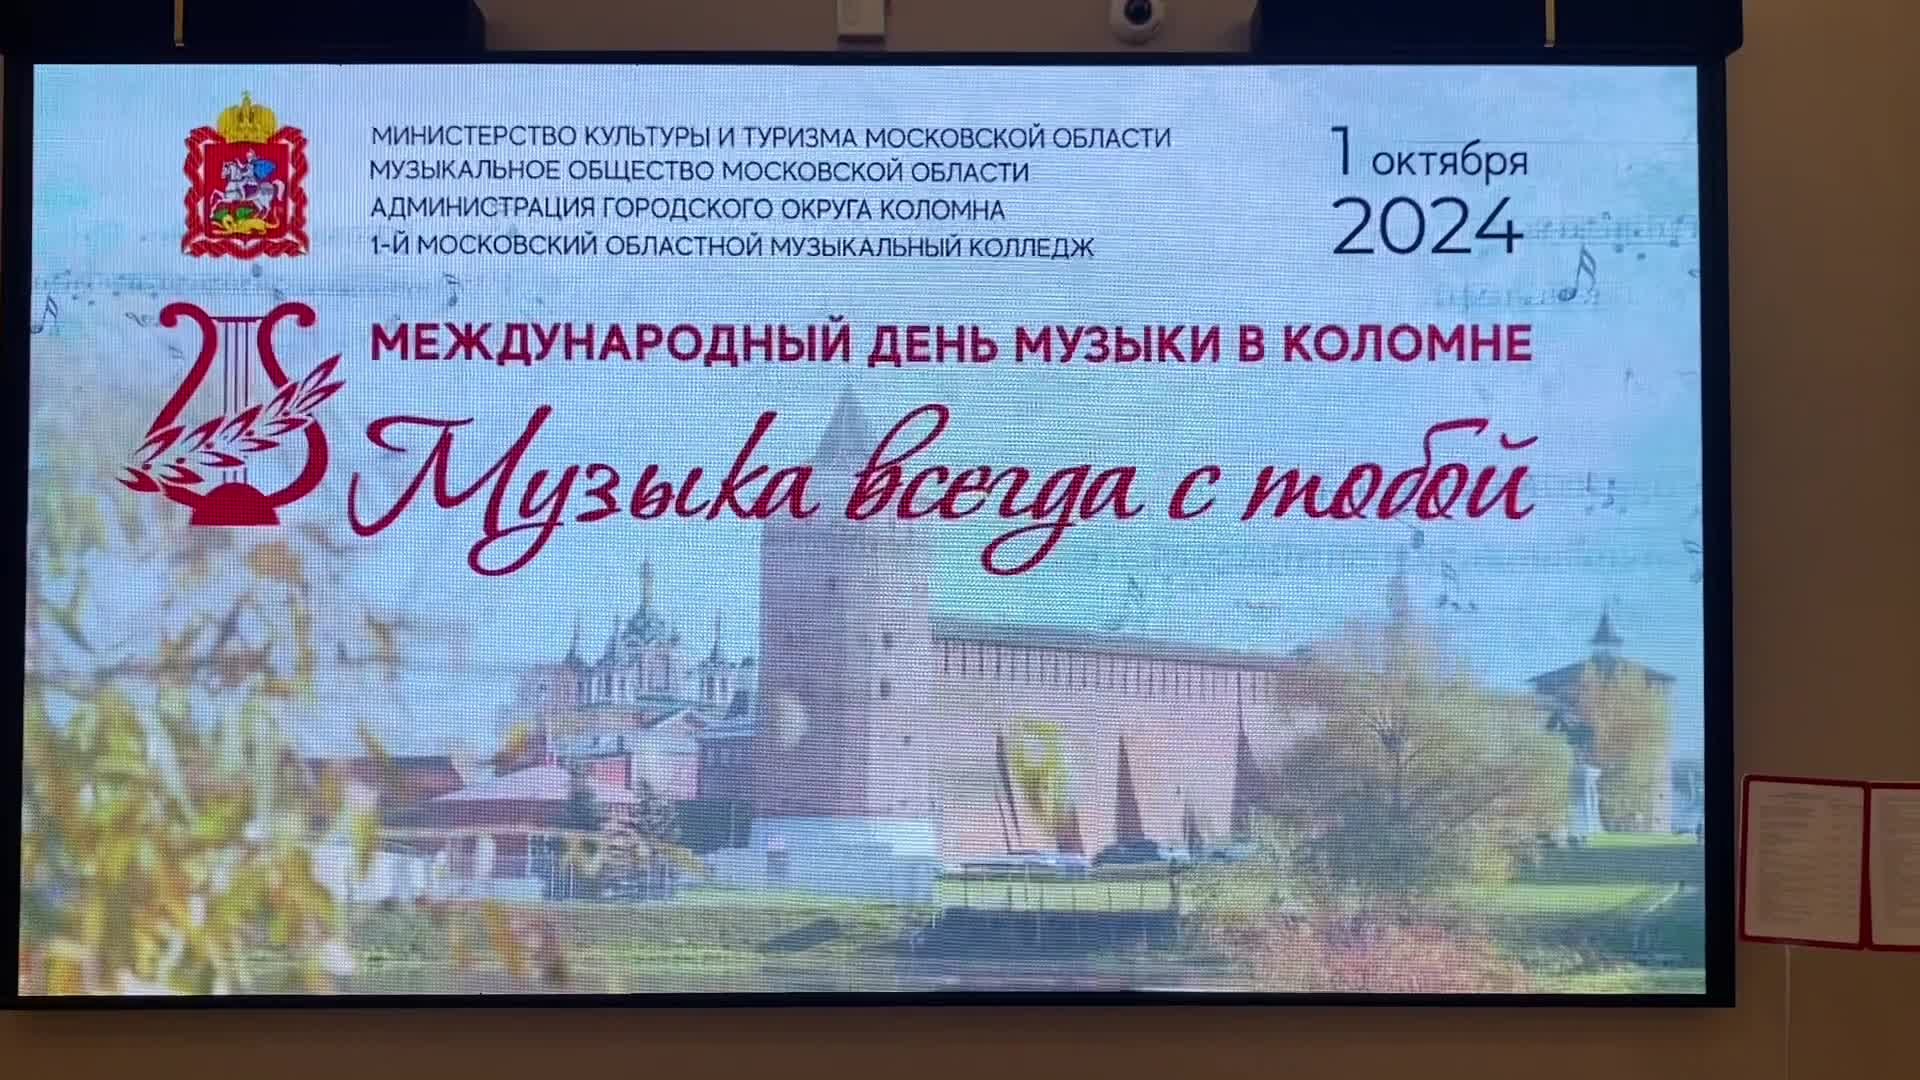 МИНИСТЕРСТВО КУЛЬТУРЫ И ТУРИЗМА МОСКОВСКОЙ ОБЛАСТИ
МУЗЫКАЛЬНОЕ ОБЩЕСТВО МОСКОВСКОЙ ОБЛАСТИ
АДМИНИСТРАЦИЯ ГОРОДСКОГО ОКРУГА КОЛОМНА
1-Й МОСКОВСКИЙ ОБЛАСТНОЙ МУЗЫКАЛЬНЫЙ КОЛЛЕДЖ
1 октября
2024
МЕЖДУНАРОДНЫЙ ДЕНЬ МУЗЫКИ В КОЛОМНЕ
Музыка всегда с тобой